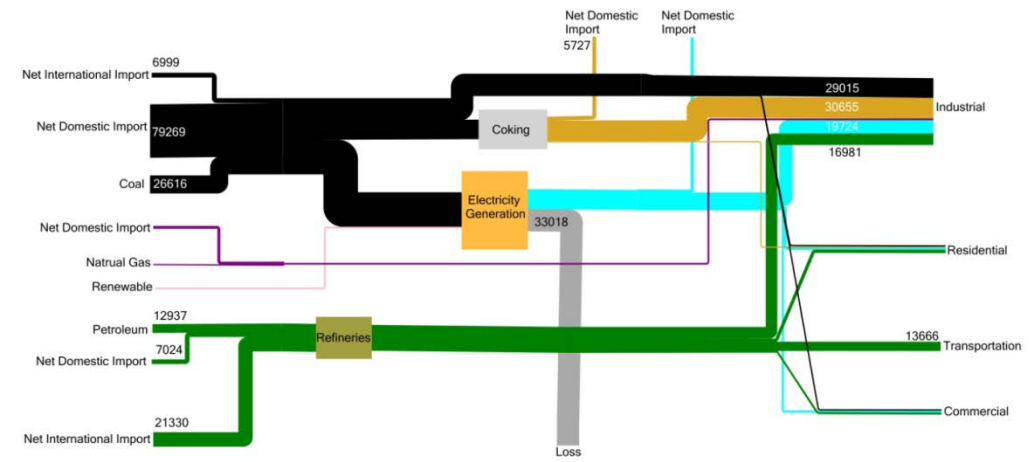 Net Domestic
Import
5727
Net Domestic
Import
6999
Net International Import
29015
30655
Industrial
Net Domestic Import
79269
Coking
19724
16981
Coal
26616
Electricity
Generation
33018
Net Domestic Import
Natrual Gas
Renewable
Residential
12937
Petroleum
Refineries
13666
Transportation
7024
Net Domestic Import
21330
Net International Import
Commercial
Loss